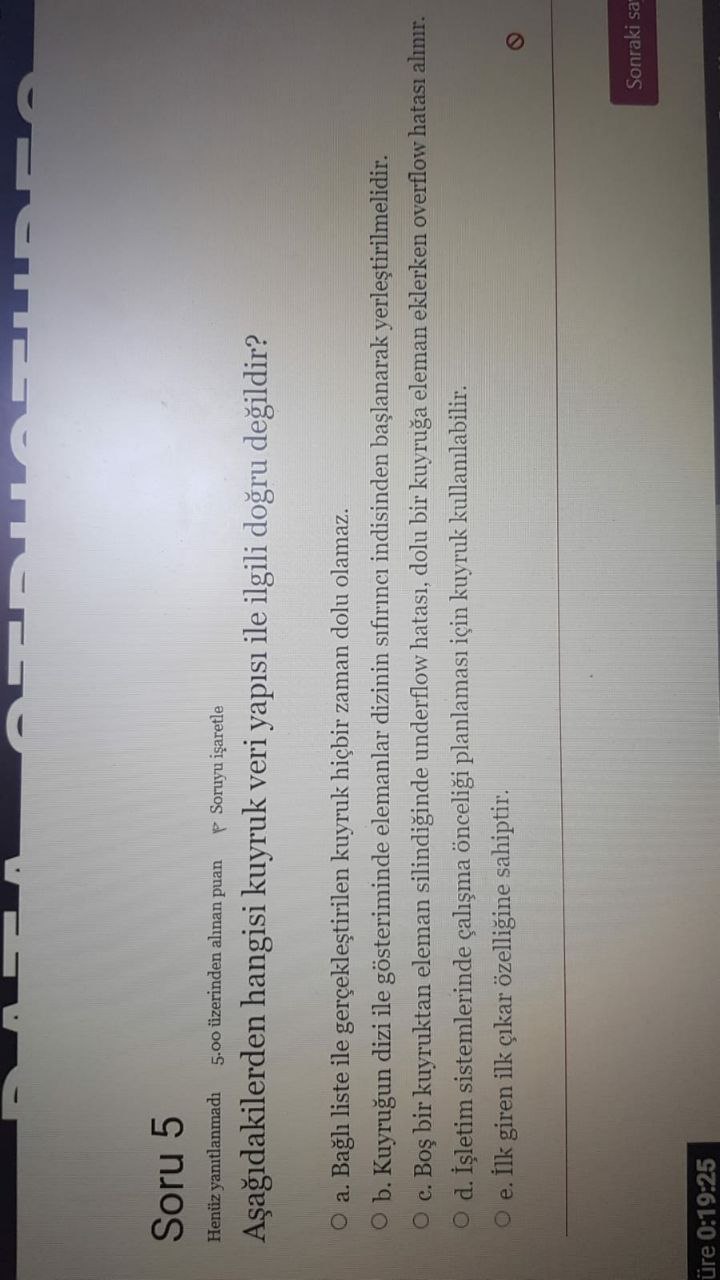 Soru 5
Henüz yanıtlanmadı 5.00 üzerinden alınan puan Soruyu işaretle
Aşağıdakilerden hangisi kuyruk veri yapısı ile ilgili doğru değildir?
a. Bağlı liste ile gerçekleştirilen kuyruk hiçbir zaman dolu olamaz.
b. Kuyruğun dizi ile gösteriminde elemanlar dizinin sıfırıncı indisinden başlanarak yerleştirilmelidir.
c. Boş bir kuyruktan eleman silindiğinde underflow hatası, dolu bir kuyruğa eleman eklerken overflow hatası alınır.
d. İşletim sistemlerinde çalışma önceliği planlaması için kuyruk kullanılabilir.
e. İlk giren ilk çıkar özelliğine sahiptir.
Sonraki
üre 0:19:25